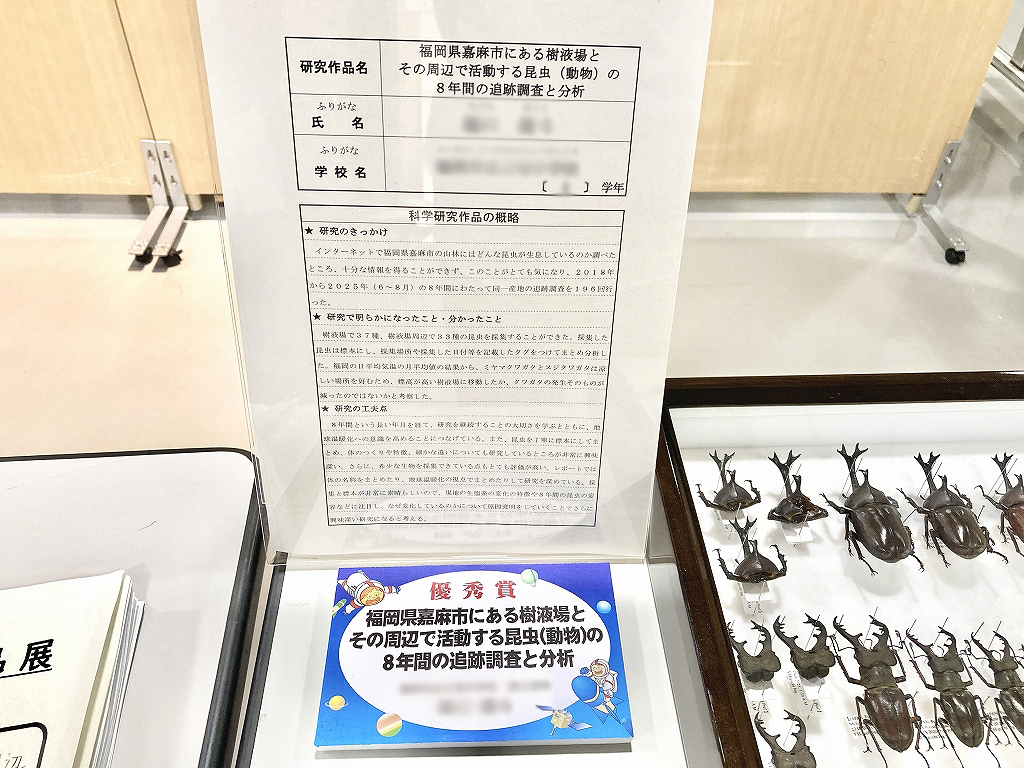 研究作品名
福岡県嘉麻市にある樹液場と
その周辺で活動する昆虫（動物）の
８年間の追跡調査と分析
ふりがな
氏　名
ふりがな
学 校 名
〔　　〕学年
科学研究作品の概略
★ 研究のきっかけ
インターネットで福岡県嘉麻市の山林にはどんな昆虫が生息しているのか調べた
ところ、十分な情報を得ることができず、このことがとても気になり、２０１８年
から２０２５年（６～８月）の８年間にわたって同一産地の追跡調査を１９６回行
った。
★ 研究で明らかになったこと・分かったこと
樹液場で３７種、樹液場周辺で３３種の昆虫を採集することができた。採集した
昆虫は標本にし、採集場所や採集した日付等を記載したタグをつけてまとめ分析し
た。福岡の日平均気温の月平均値の結果から、ミヤマクワガタとスジクワガタは涼
しい場所を好むため、標高が高い樹液場に移動したか、クワガタの発生そのものが
減ったのではないかと考察した。
★ 研究の工夫点
８年間という長い年月を経て、研究を継続することの大切さを学ぶとともに、地
球温暖化への意識を高めることにつなげている。また、昆虫を丁寧に標本にしてま
とめ、体のつくりや特徴、細かな違いについても研究しているところが非常に興味
深い。さらに、希少な生物を採集できている点もとても評価が高い。レポートでは
体の名称をまとめたり、地球温暖化の視点でまとめたりして研究を深めている。採
集と標本が非常に素晴らしいので、現地の生態系の変化の特徴や８年間の昆虫の変
容などに注目し、なぜ変化しているのかについて原因究明をしていくことでさらに
興味深い研究になると考える。
優秀賞
福岡県嘉麻市にある樹液場と
その周辺で活動する昆虫(動物)の
8年間の追跡調査と分析
品展